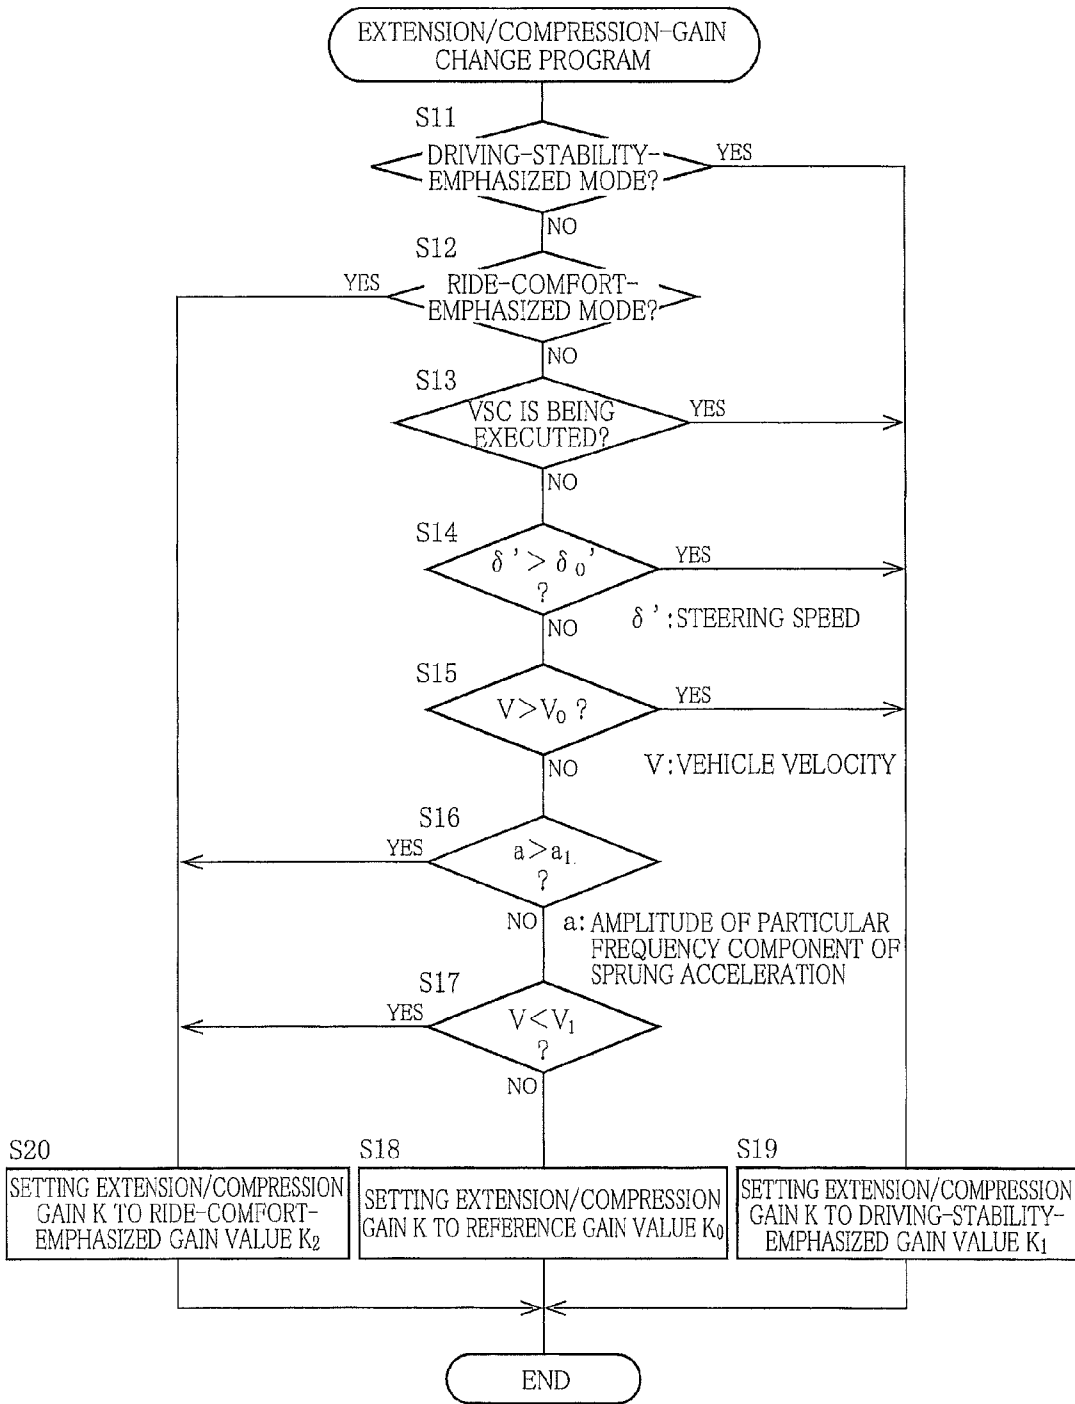 EXTENSION/COMPRESSION-GAIN
CHANGE PROGRAM
S11
DRIVING-STABILITY-
EMPHASIZED MODE?
YES
NO
S12
YES
RIDE-COMFORT-
EMPHASIZED MODE?
NO
S13
VSC IS BEING
EXECUTED?
YES
NO
S14
δ' > δ₀'
?
YES
NO
δ': STEERING SPEED
S15
V>V₀ ?
YES
NO
V: VEHICLE VELOCITY
S16
YES
a>a₁
?
NO
a: AMPLITUDE OF PARTICULAR
FREQUENCY COMPONENT OF
SPRUNG ACCELERATION
S17
YES
V<V₁
?
NO
S20
SETTING EXTENSION/COMPRESSION
GAIN K TO RIDE-COMFORT-
EMPHASIZED GAIN VALUE K₂
S18
SETTING EXTENSION/COMPRESSION
GAIN K TO REFERENCE GAIN VALUE K₀
S19
SETTING EXTENSION/COMPRESSION
GAIN K TO DRIVING-STABILITY-
EMPHASIZED GAIN VALUE K₁
END